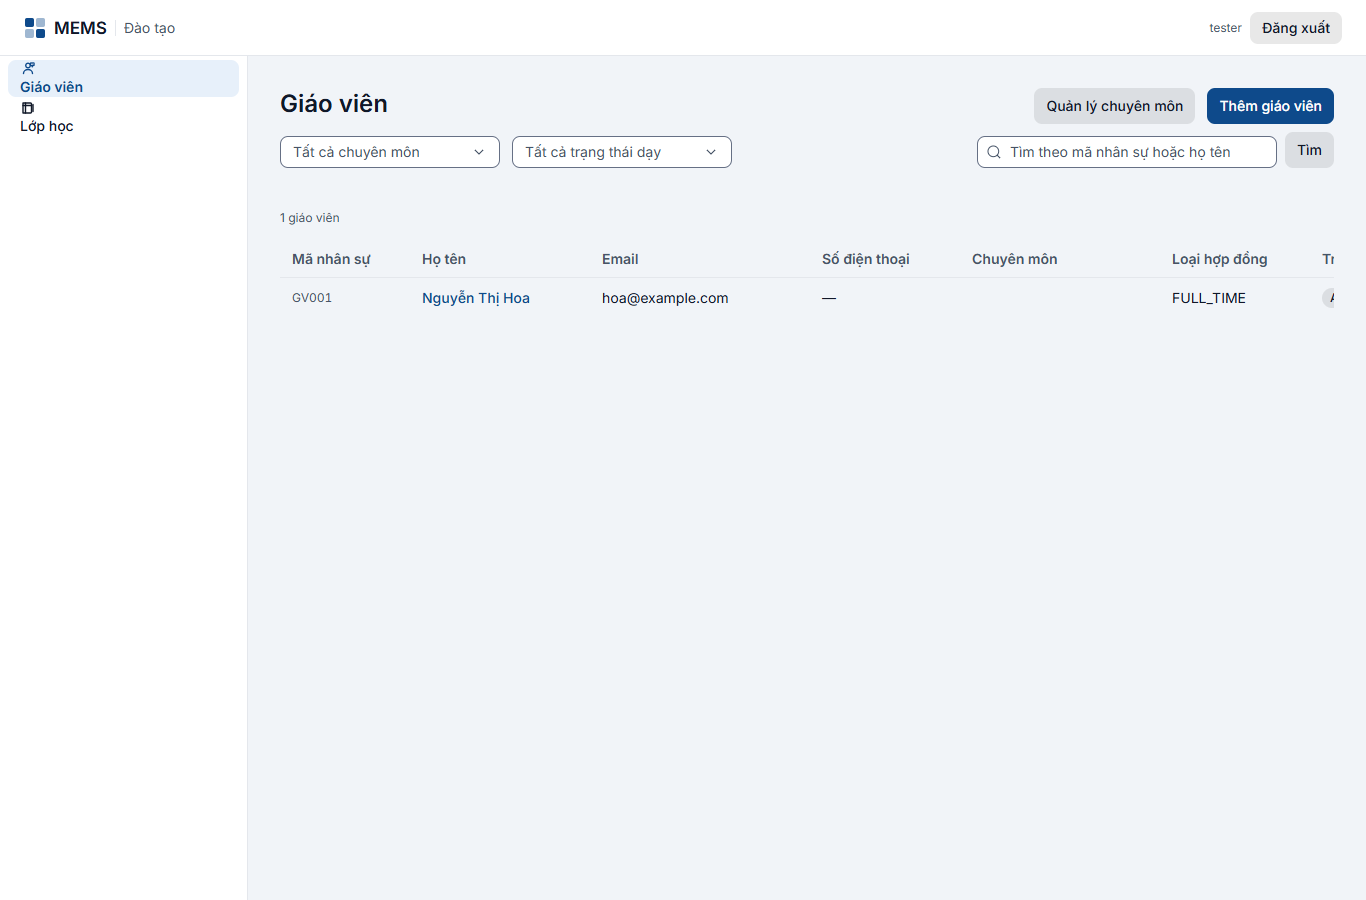 MEMS Đào tạo
tester Đăng xuất
Giáo viên
Lớp học
Giáo viên
Quản lý chuyên môn Thêm giáo viên
Tất cả chuyên môn Tất cả trạng thái dạy Tìm theo mã nhân sự hoặc họ tên Tìm
1 giáo viên
Mã nhân sự Họ tên Email Số điện thoại Chuyên môn Loại hợp đồng
GV001 Nguyễn Thị Hoa hoa@example.com — FULL_TIME